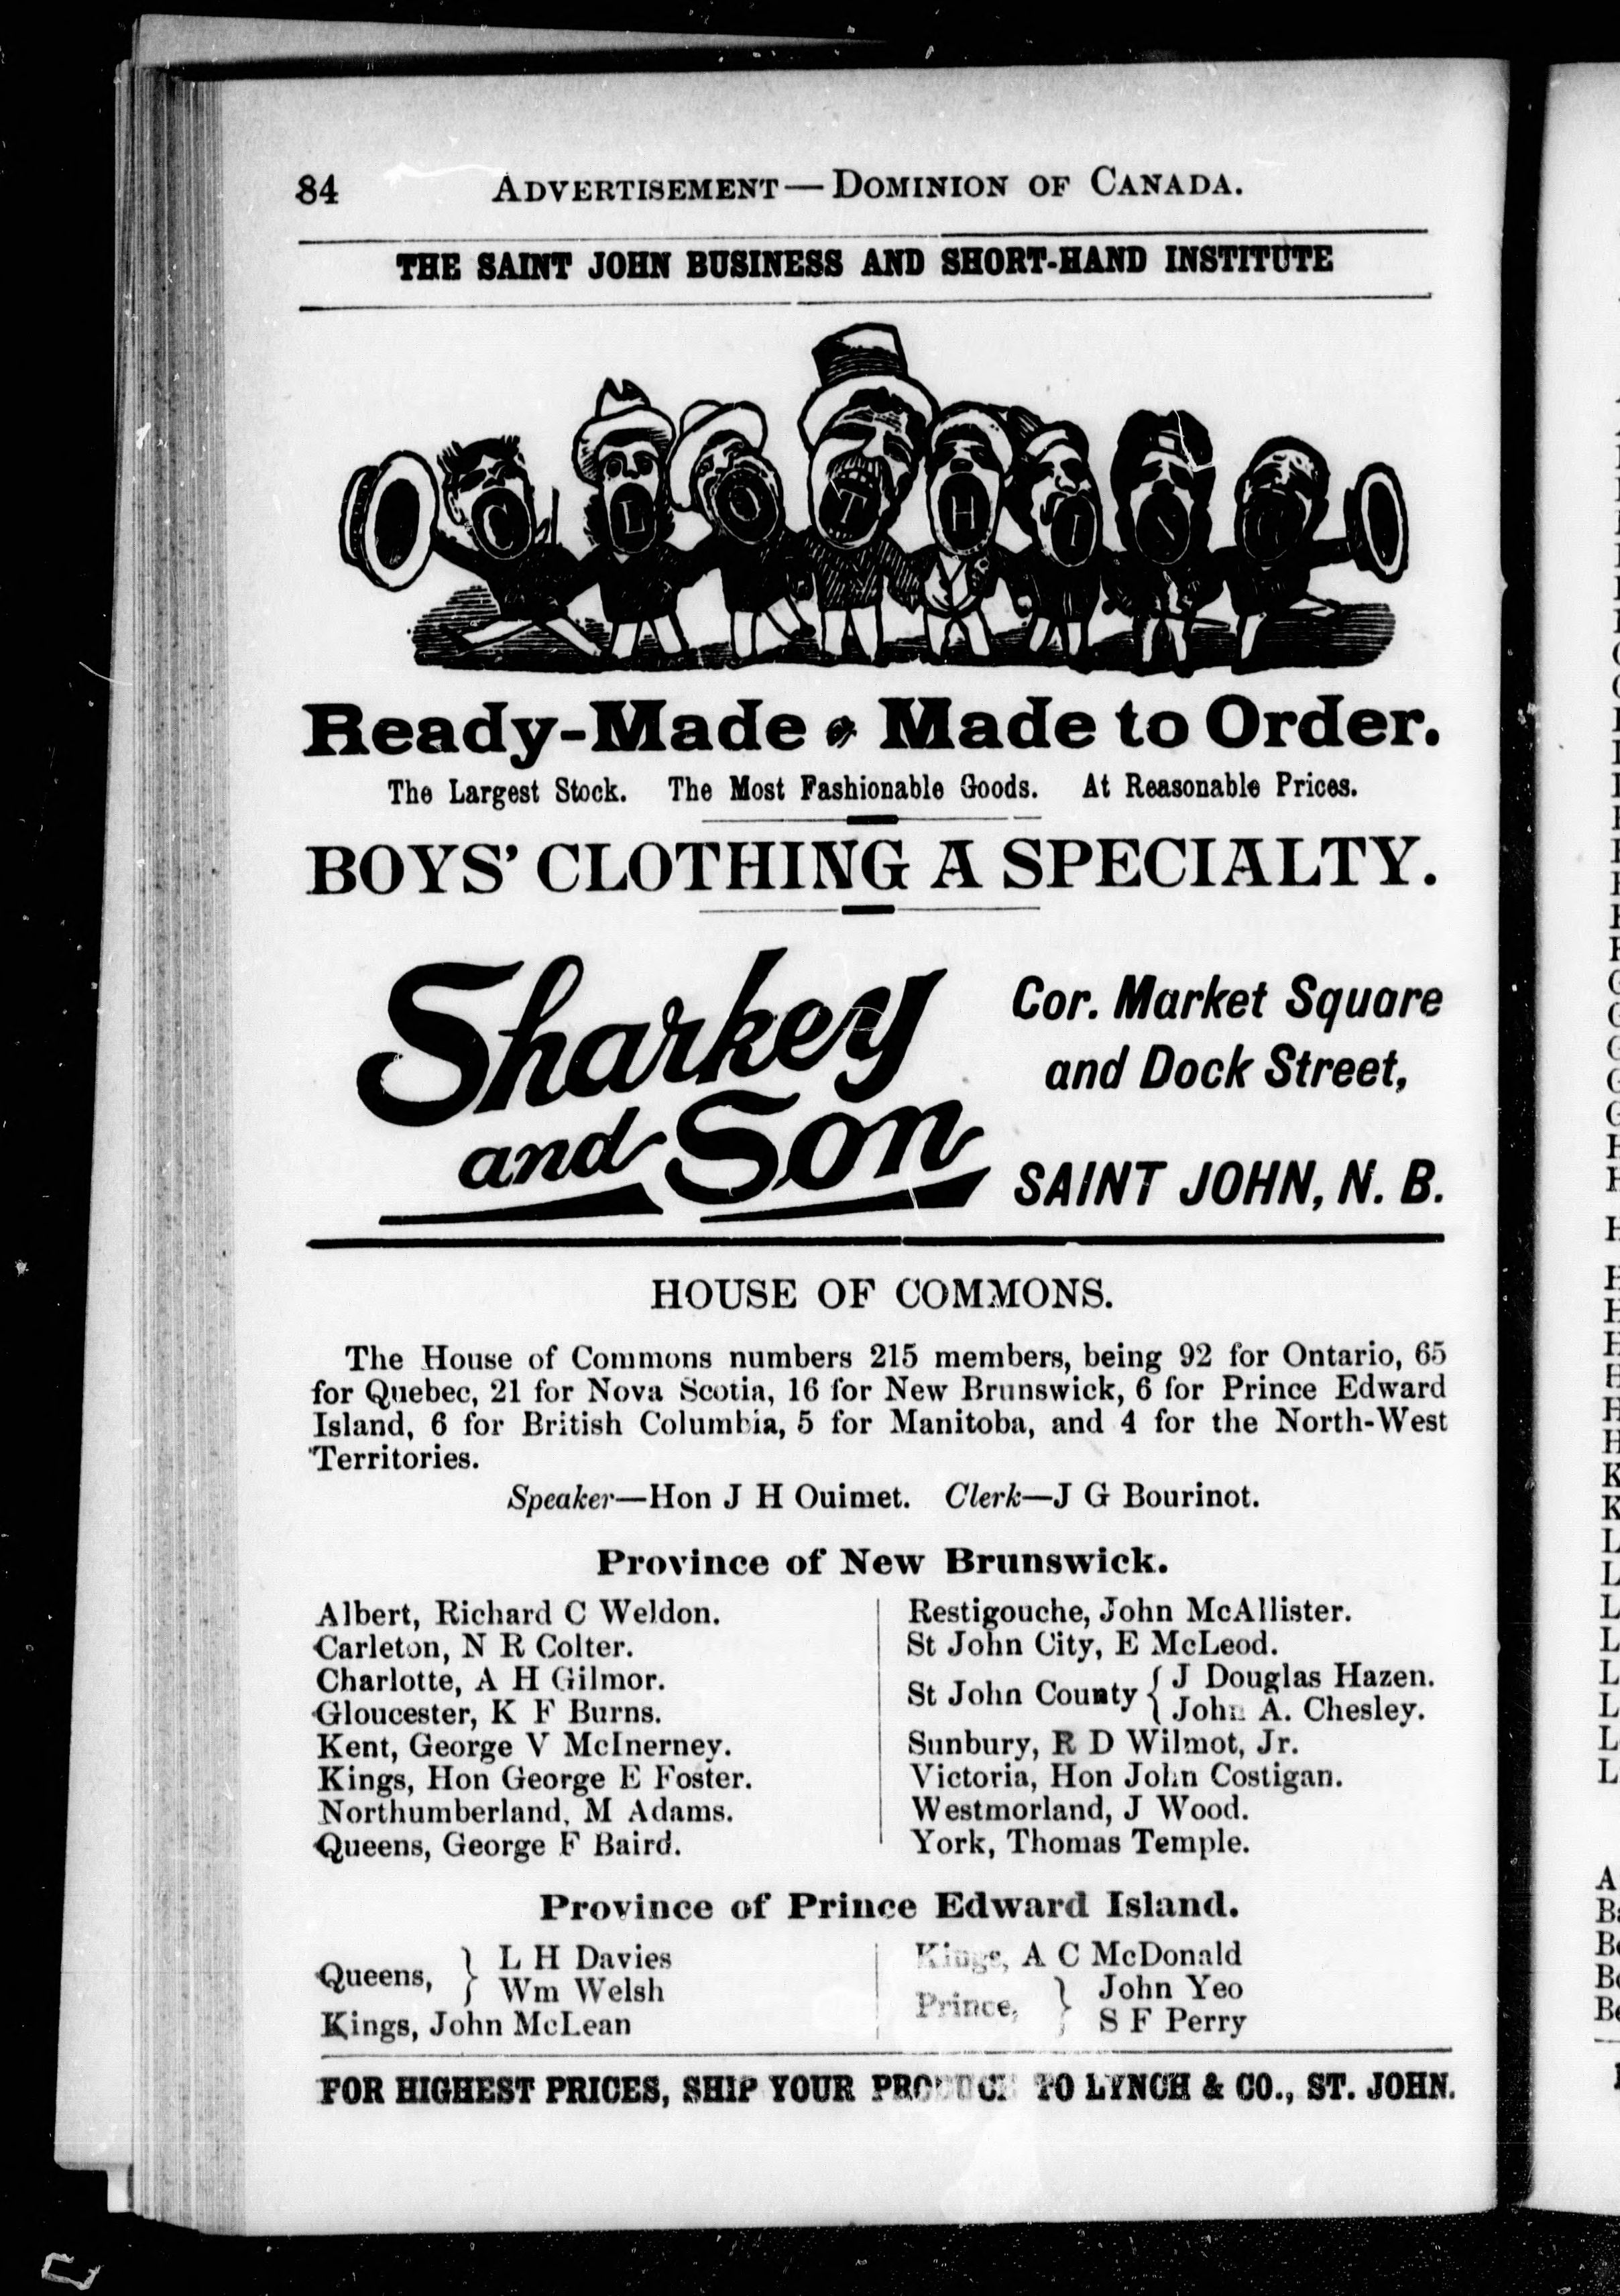 84 ADVERTISEMENT — DOMINION OF CANADA.
THE SAINT JOHN BUSINESS AND SHORT-HAND INSTITUTE
C L O T H I N G
Ready-Made & Made to Order.
The Largest Stock. The Most Fashionable Goods. At Reasonable Prices.
BOYS' CLOTHING A SPECIALTY.
Sharkey
and Son
Cor. Market Square
and Dock Street,
SAINT JOHN, N. B.
HOUSE OF COMMONS.
The House of Commons numbers 215 members, being 92 for Ontario, 65
for Quebec, 21 for Nova Scotia, 16 for New Brunswick, 6 for Prince Edward
Island, 6 for British Columbia, 5 for Manitoba, and 4 for the North-West
Territories.
Speaker—Hon J H Ouimet. Clerk—J G Bourinot.
Province of New Brunswick.
Albert, Richard C Weldon.
Carleton, N R Colter.
Charlotte, A H Gilmor.
Gloucester, K F Burns.
Kent, George V McInerney.
Kings, Hon George E Foster.
Northumberland, M Adams.
Queens, George F Baird.
Restigouche, John McAllister.
St John City, E McLeod.
St John County { J Douglas Hazen.
John A. Chesley.
Sunbury, R D Wilmot, Jr.
Victoria, Hon John Costigan.
Westmorland, J Wood.
York, Thomas Temple.
Province of Prince Edward Island.
Queens, } L H Davies
Wm Welsh
Kings, John McLean
Kings, A C McDonald
Prince, } John Yeo
S F Perry
FOR HIGHEST PRICES, SHIP YOUR PRODUCE TO LYNCH & CO., ST. JOHN.